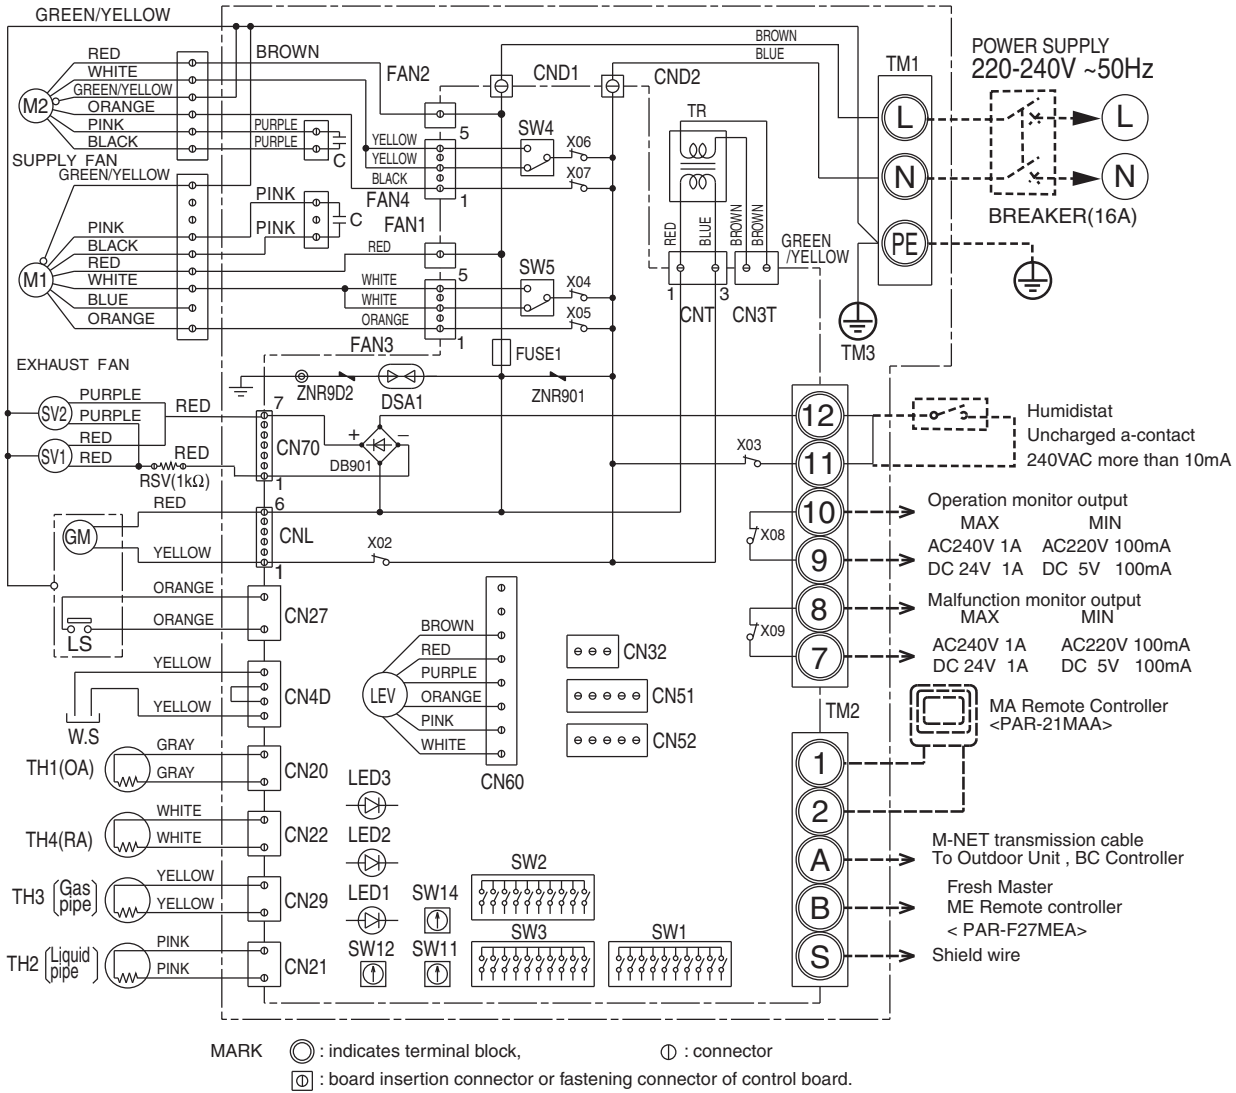 GREEN/YELLOW
BROWN
BLUE
POWER SUPPLY
220-240V ~50Hz
RED
WHITE
GREEN/YELLOW
ORANGE
PINK
BLACK
M2
SUPPLY FAN
BROWN
PURPLE
PURPLE
C
FAN2
CND1
CND2
TM1
L
N
PE
L
N
BREAKER(16A)
5
YELLOW
YELLOW
BLACK
FAN4
1
SW4
X06
X07
TR
RED
BLUE
BROWN
BROWN
GREEN
/YELLOW
1
3
CNT
CN3T
TM3
GREEN/YELLOW
PINK
BLACK
RED
WHITE
BLUE
ORANGE
M1
EXHAUST FAN
PINK
PINK
C
FAN1
RED
5
WHITE
WHITE
ORANGE
FAN3
1
SW5
X04
X05
FUSE1
ZNR9D2
DSA1
ZNR901
PURPLE
PURPLE
SV2
RED
RED
RED
SV1
RED
RSV(1kΩ)
7
CN70
1
+
−
DB901
X03
12
11
10
9
8
7
Humidistat
Uncharged a-contact
240VAC more than 10mA
RED
GM
YELLOW
6
CNL
1
X02
X08
X09
Operation monitor output
MAX MIN
AC240V 1A AC220V 100mA
DC 24V 1A DC 5V 100mA
Malfunction monitor output
MAX MIN
AC240V 1A AC220V 100mA
DC 24V 1A DC 5V 100mA
ORANGE
ORANGE
LS
CN27
YELLOW
YELLOW
W.S
CN4D
BROWN
RED
PURPLE
ORANGE
PINK
WHITE
LEV
CN60
CN32
CN51
CN52
TM2
MA Remote Controller
<PAR-21MAA>
1
2
A
B
S
M-NET transmission cable
To Outdoor Unit , BC Controller
Fresh Master
ME Remote controller
< PAR-F27MEA>
Shield wire
TH1(OA)
GRAY
GRAY
CN20
TH4(RA)
WHITE
WHITE
CN22
TH3 (Gas pipe)
YELLOW
YELLOW
CN29
TH2 [Liquid pipe]
PINK
PINK
CN21
LED3
LED2
LED1
SW14
SW12
SW11
SW2
SW3
SW1
MARK : indicates terminal block, : connector
: board insertion connector or fastening connector of control board.